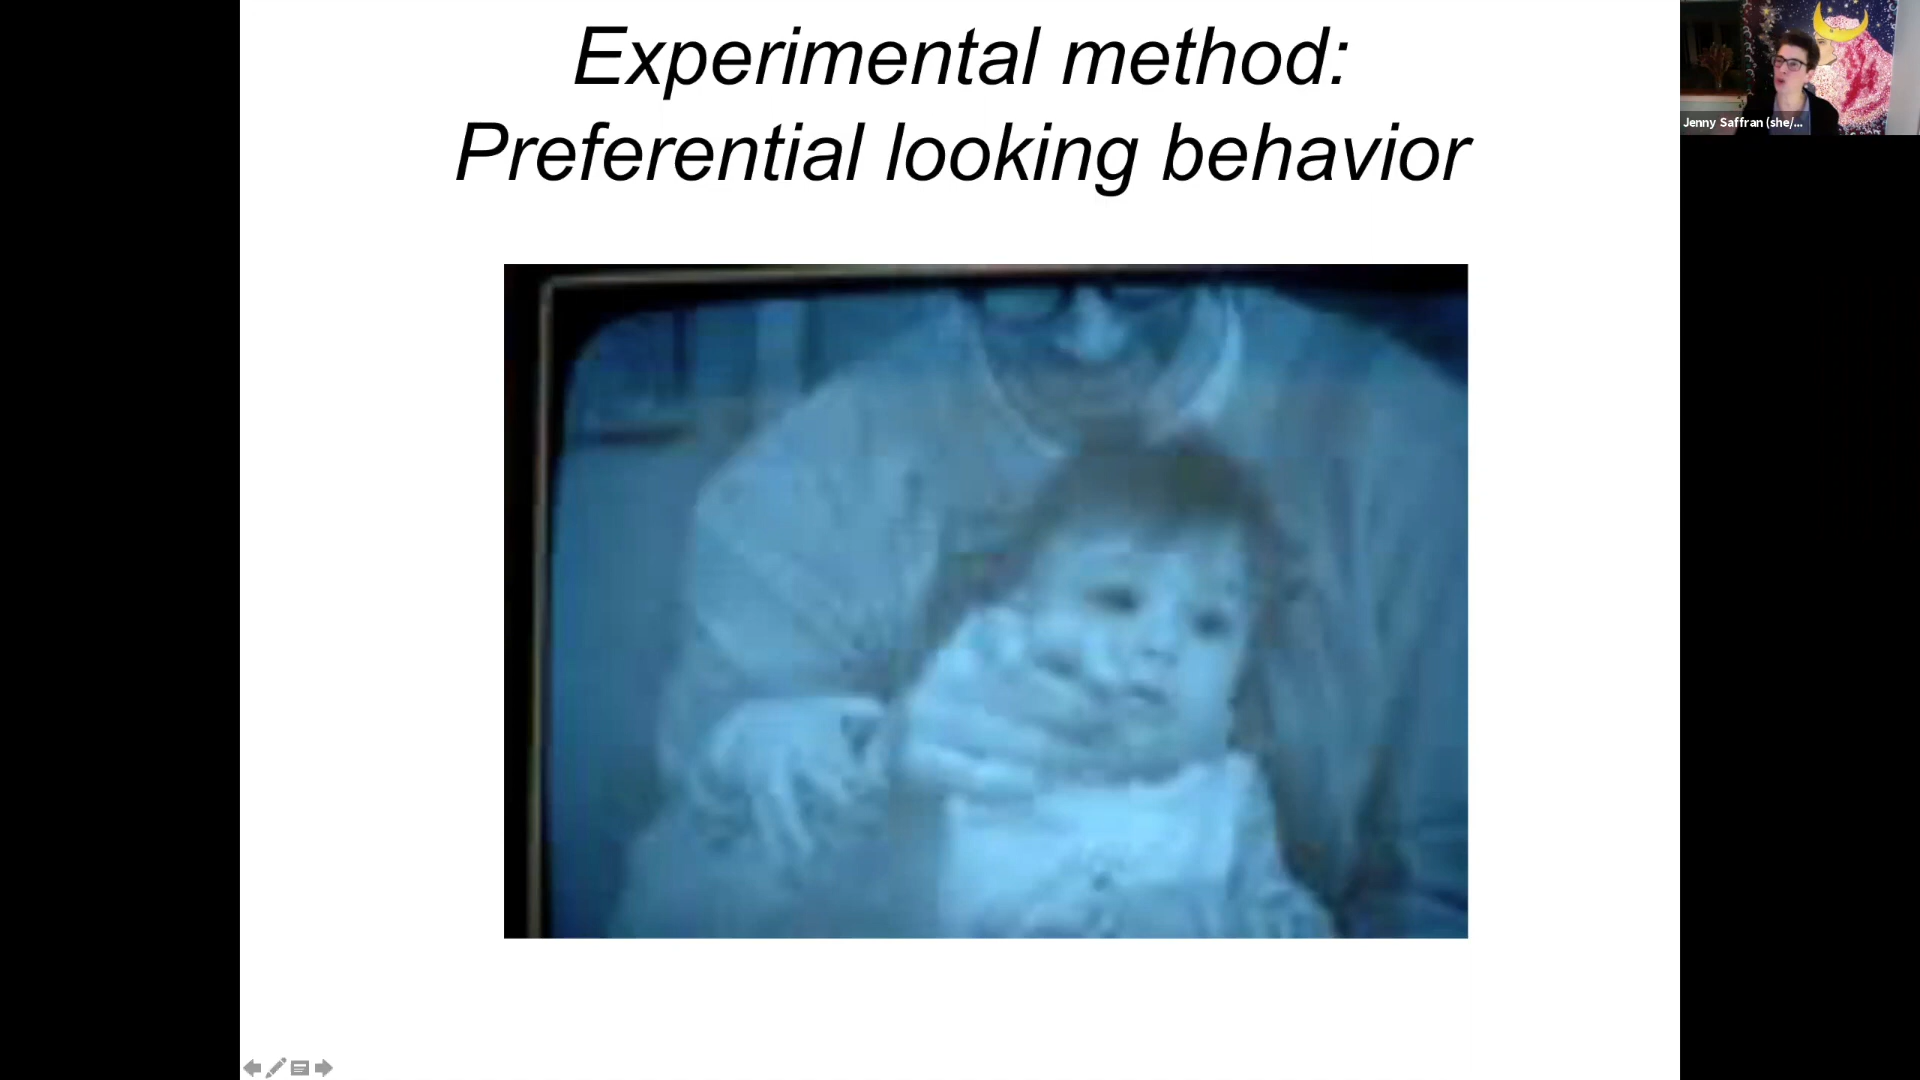 Experimental method:
Preferential looking behavior
Jenny Saffran (she/...